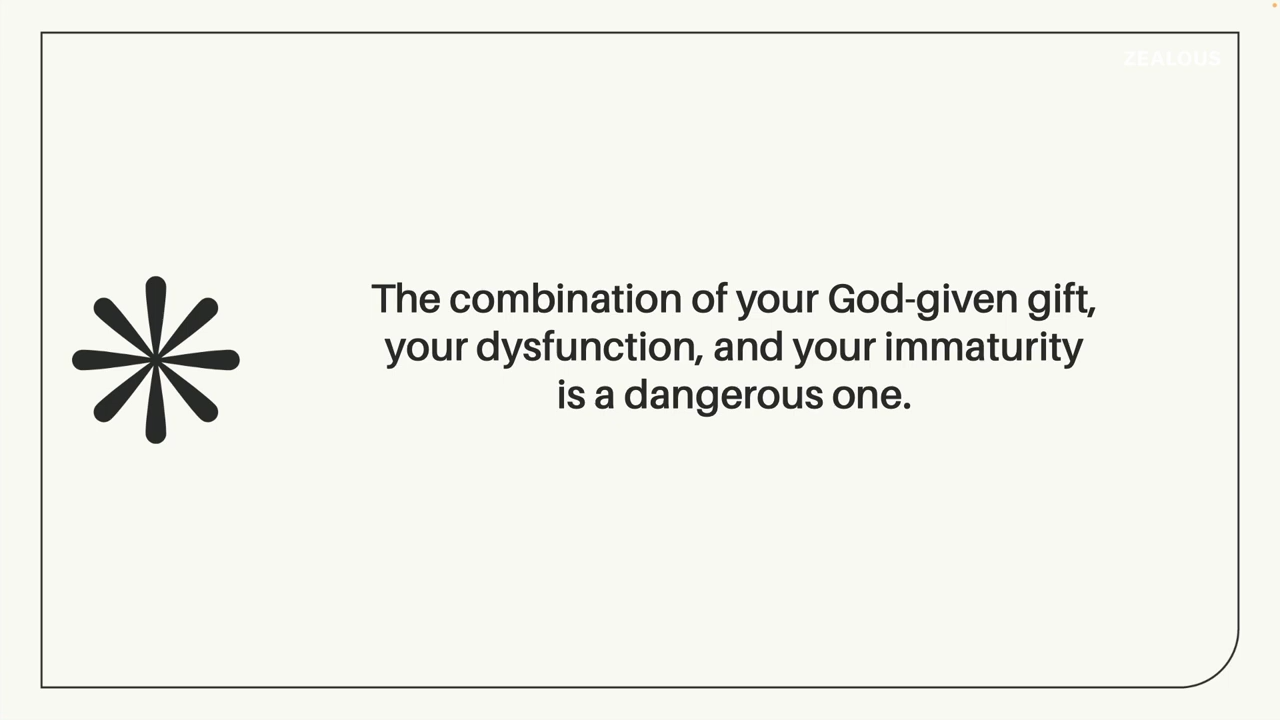 ZEALOUS
The combination of your God-given gift,
your dysfunction, and your immaturity
is a dangerous one.